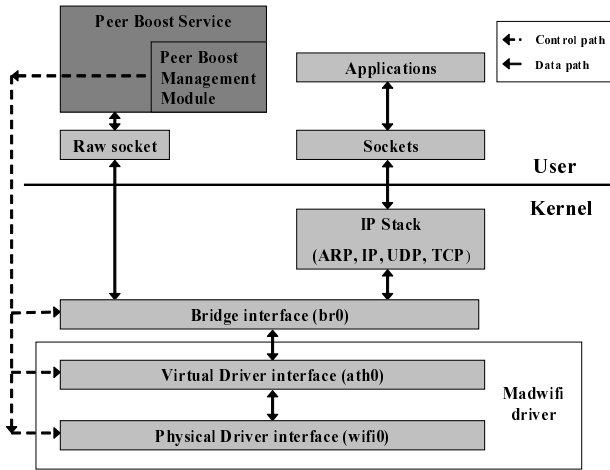 Peer Boost Service
Peer Boost
Management
Module
Applications
Control path
Data path
Raw socket
Sockets
User
Kernel
IP Stack
(ARP, IP, UDP, TCP)
Bridge interface (br0)
Virtual Driver interface (ath0)
Madwifi
driver
Physical Driver interface (wifi0)